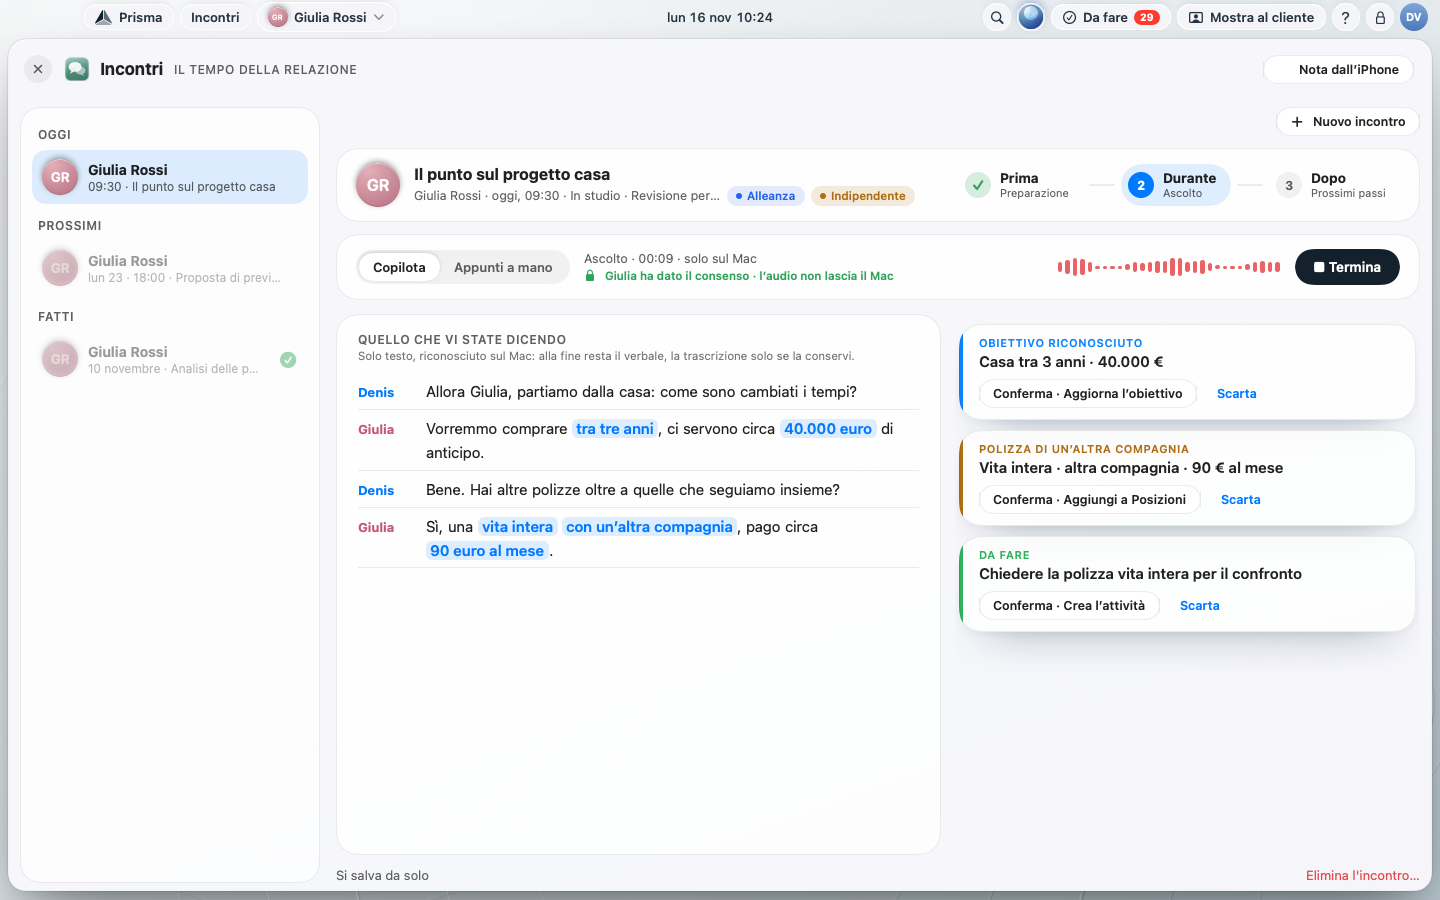 Prisma
Incontri
GR Giulia Rossi
lun 16 nov 10:24
Da fare 29
Mostra al cliente
?
DV
Incontri IL TEMPO DELLA RELAZIONE
Nota dall’iPhone
Nuovo incontro
OGGI
GR
Giulia Rossi
09:30 · Il punto sul progetto casa
PROSSIMI
GR
Giulia Rossi
lun 23 · 18:00 · Proposta di previ…
FATTI
GR
Giulia Rossi
10 novembre · Analisi delle p…
GR
Il punto sul progetto casa
Giulia Rossi · oggi, 09:30 · In studio · Revisione per… Alleanza Indipendente
Prima
Preparazione
2
Durante
Ascolto
3
Dopo
Prossimi passi
Copilota
Appunti a mano
Ascolto · 00:09 · solo sul Mac
Giulia ha dato il consenso · l’audio non lascia il Mac
Termina
QUELLO CHE VI STATE DICENDO
Solo testo, riconosciuto sul Mac: alla fine resta il verbale, la trascrizione solo se la conservi.
Denis Allora Giulia, partiamo dalla casa: come sono cambiati i tempi?
Giulia Vorremmo comprare tra tre anni, ci servono circa 40.000 euro di
anticipo.
Denis Bene. Hai altre polizze oltre a quelle che seguiamo insieme?
Giulia Sì, una vita intera con un’altra compagnia, pago circa
90 euro al mese.
OBIETTIVO RICONOSCIUTO
Casa tra 3 anni · 40.000 €
Conferma · Aggiorna l’obiettivo Scarta
POLIZZA DI UN’ALTRA COMPAGNIA
Vita intera · altra compagnia · 90 € al mese
Conferma · Aggiungi a Posizioni Scarta
DA FARE
Chiedere la polizza vita intera per il confronto
Conferma · Crea l’attività Scarta
Si salva da solo
Elimina l'incontro…